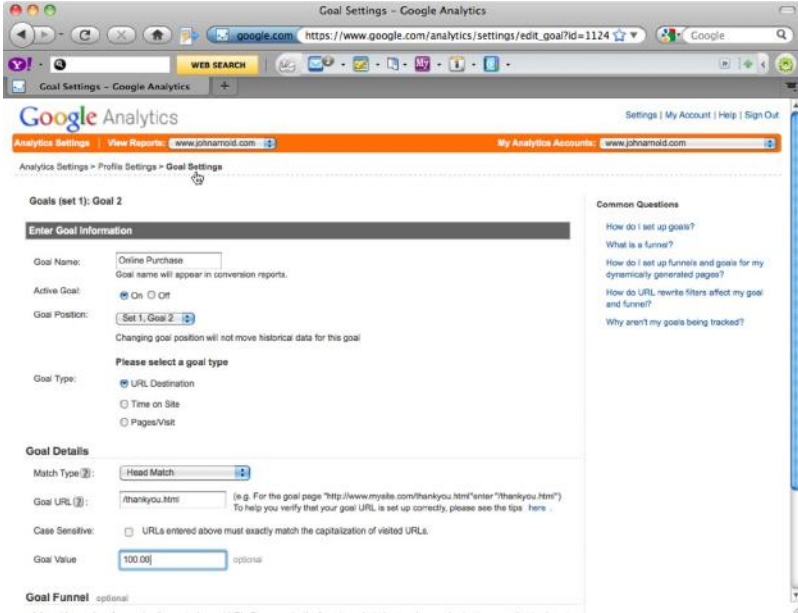 Goal Settings – Google Analytics
google.com https://www.google.com/analytics/settings/edit_goal?id=1124 Google
Y! WEB SEARCH
Goal Settings – Google Analytics
Google Analytics
Settings | My Account | Help | Sign Out
Analytics Settings | View Reports: www.johnarnold.com My Analytics Accounts: www.johnarnold.com
Analytics Settings > Profile Settings > Goal Settings
Goals (set 1): Goal 2
Enter Goal Information
Goal Name: Online Purchase
Goal name will appear in conversion reports.
Active Goal: On Off
Goal Position: Set 1, Goal 2
Changing goal position will not move historical data for this goal
Please select a goal type
Goal Type: URL Destination
Time on Site
Pages/Visit
Goal Details
Match Type ? : Head Match
Goal URL ? : /thankyou.html (e.g. For the goal page "http://www.mysite.com/thankyou.html"enter "/thankyou.html")
To help you verify that your goal URL is set up correctly, please see the tips here .
Case Sensitive: URLs entered above must exactly match the capitalization of visited URLs.
Goal Value 100.00 optional
Goal Funnel optional
Common Questions
How do I set up goals?
What is a funnel?
How do I set up funnels and goals for my
dynamically generated pages?
How do URL rewrite filters affect my goal
and funnel?
Why aren't my goals being tracked?